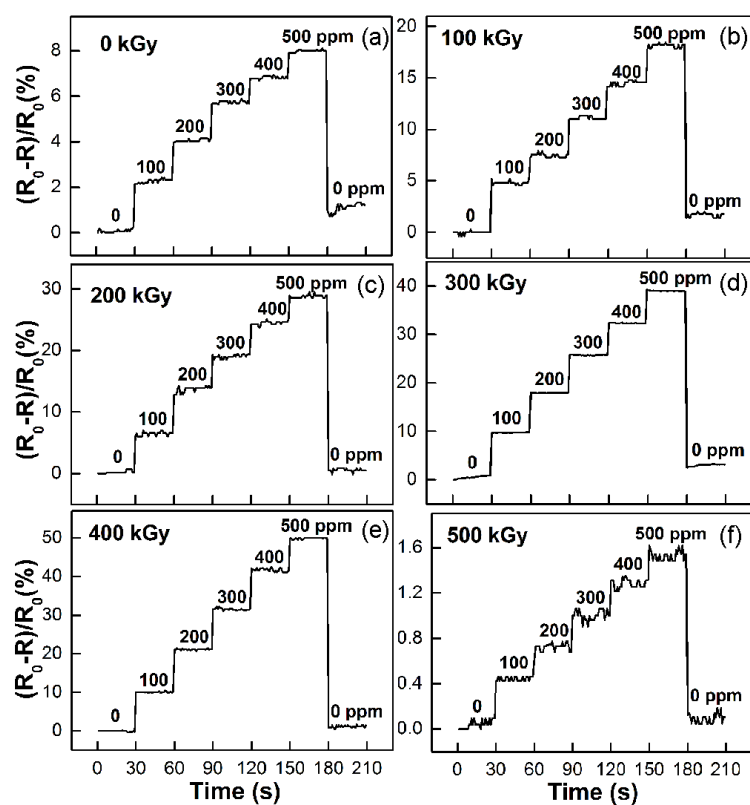 0 kGy
(a)
500 ppm
400
300
200
100
0
0 ppm
8
6
4
2
0
(R₀-R)/R₀(%)
100 kGy
(b)
500 ppm
400
300
200
100
0
0 ppm
20
15
10
5
0
200 kGy
(c)
500 ppm
400
300
200
100
0
0 ppm
30
20
10
0
(R₀-R)/R₀(%)
300 kGy
(d)
500 ppm
400
300
200
100
0
0 ppm
40
30
20
10
0
400 kGy
(e)
500 ppm
400
300
200
100
0
0 ppm
50
40
30
20
10
0
(R₀-R)/R₀(%)
0 30 60 90 120 150 180 210
Time (s)
500 kGy
(f)
500 ppm
400
300
200
100
0
0 ppm
1.6
1.2
0.8
0.4
0.0
0 30 60 90 120 150 180 210
Time (s)